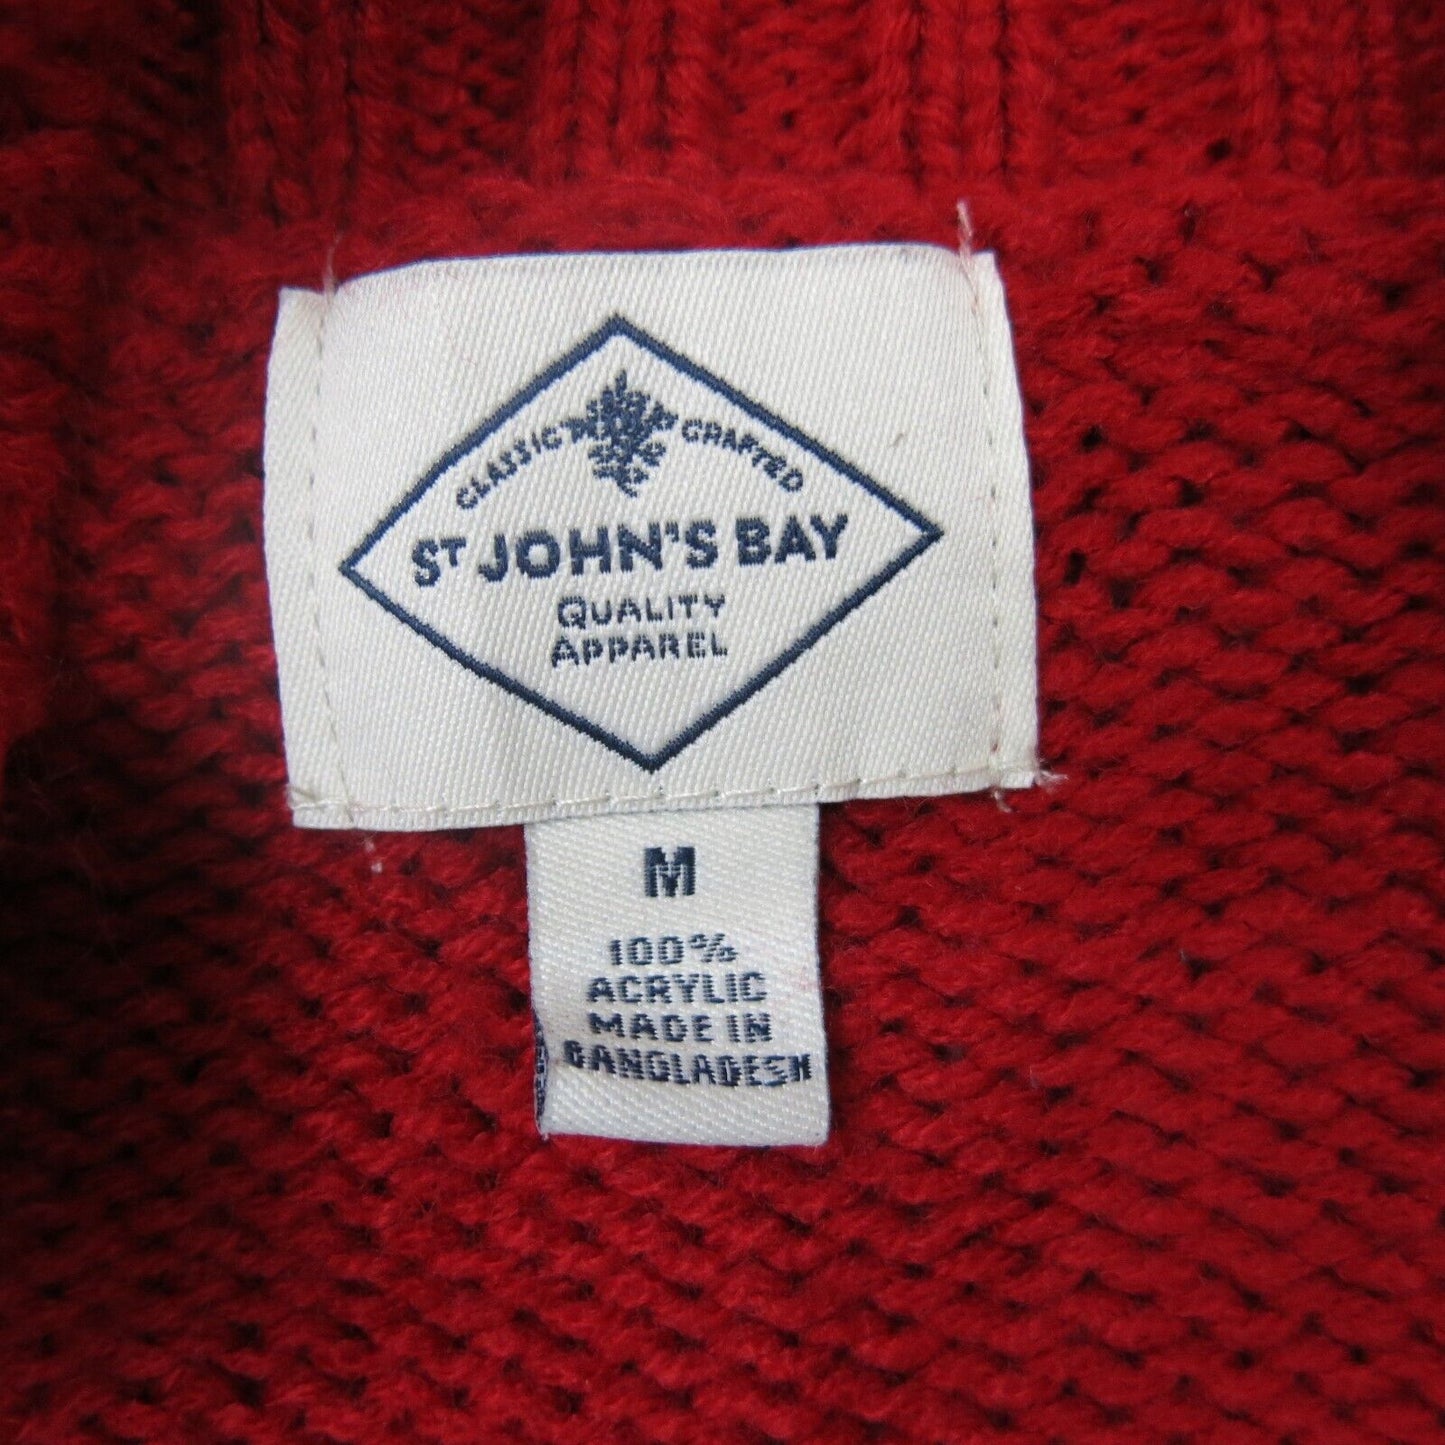 CLASSIC CRAFTED
ST JOHN'S BAY
QUALITY
APPAREL
M
100%
ACRYLIC
MADE IN
BANGLADESH